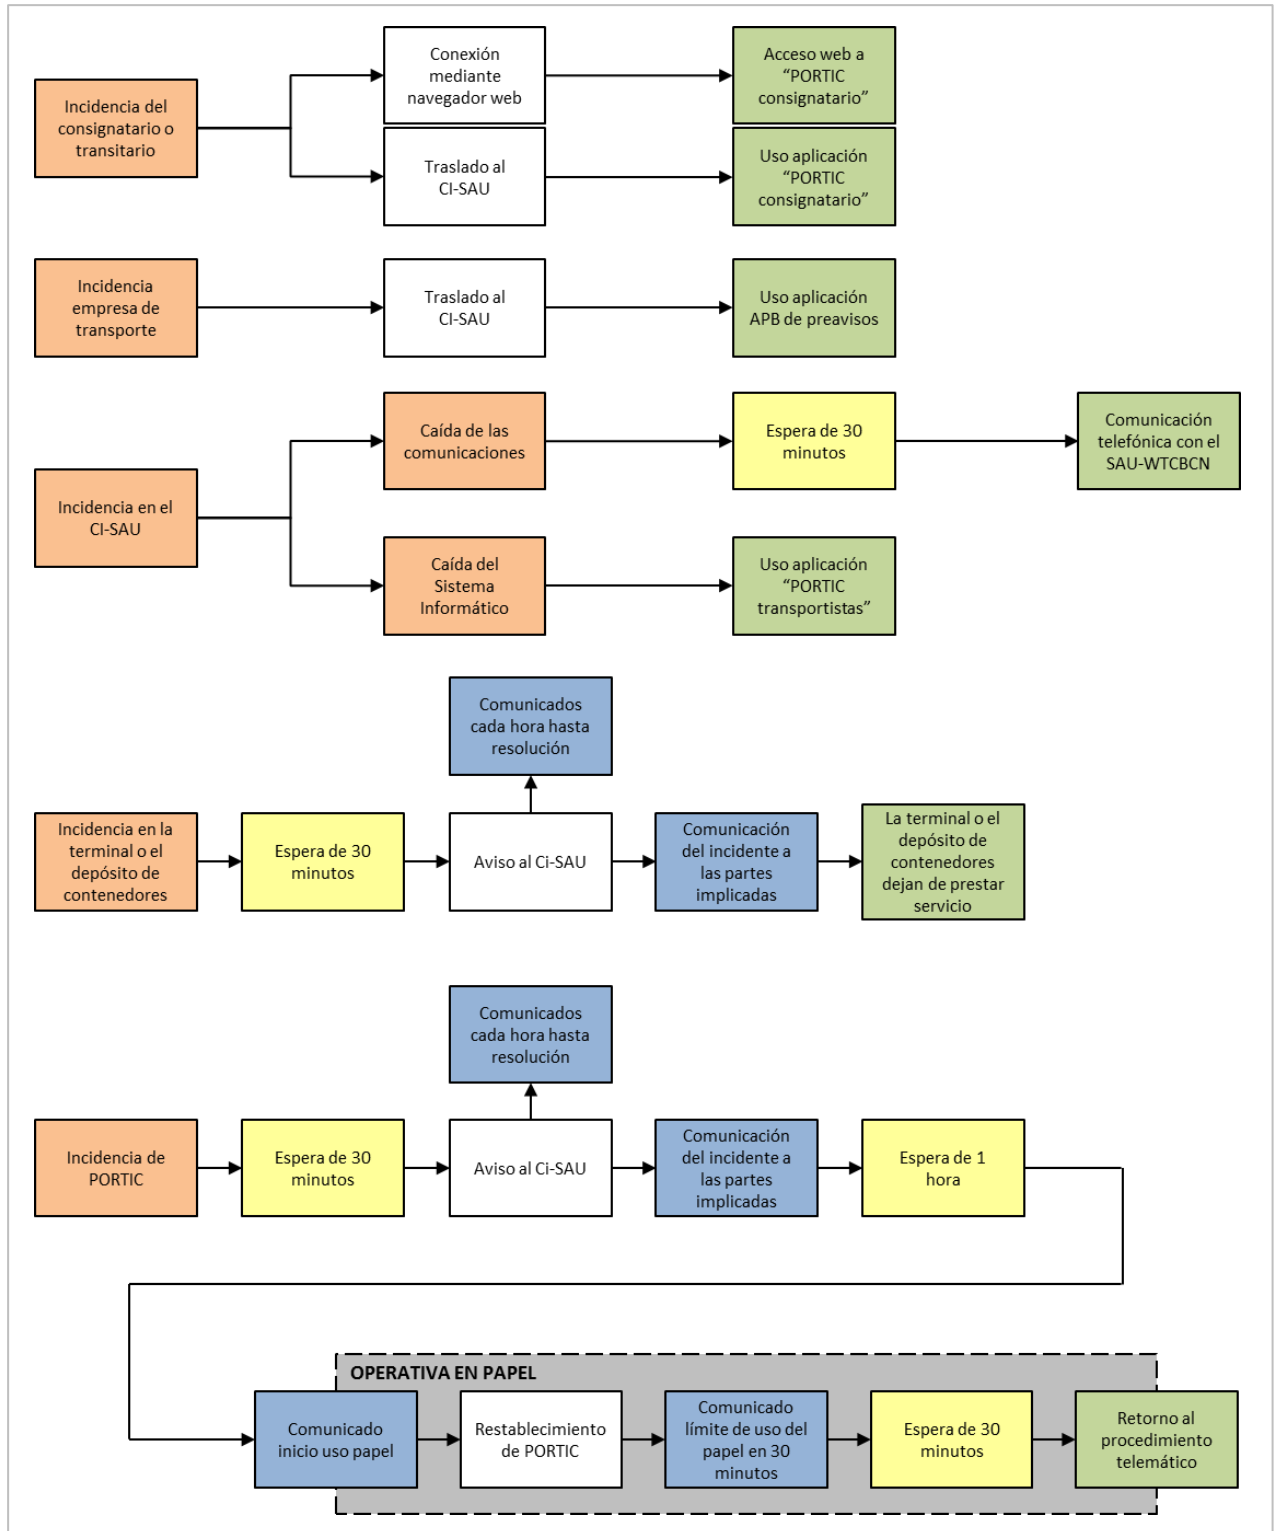 Incidencia del
consignatario o
transitario
Conexión
mediante
navegador web
Acceso web a
“PORTIC
consignatario”
Traslado al
CI-SAU
Uso aplicación
“PORTIC
consignatario”
Incidencia
empresa de
transporte
Traslado al
CI-SAU
Uso aplicación
APB de preavisos
Incidencia en el
CI-SAU
Caída de las
comunicaciones
Espera de 30
minutos
Comunicación
telefónica con el
SAU-WTCBCN
Caída del
Sistema
Informático
Uso aplicación
“PORTIC
transportistas”
Comunicados
cada hora hasta
resolución
Incidencia en la
terminal o el
depósito de
contenedores
Espera de 30
minutos
Aviso al Ci-SAU
Comunicación
del incidente a
las partes
implicadas
La terminal o el
depósito de
contenedores
dejan de prestar
servicio
Comunicados
cada hora hasta
resolución
Incidencia de
PORTIC
Espera de 30
minutos
Aviso al Ci-SAU
Comunicación
del incidente a
las partes
implicadas
Espera de 1
hora
OPERATIVA EN PAPEL
Comunicado
inicio uso papel
Restablecimiento
de PORTIC
Comunicado
límite de uso del
papel en 30
minutos
Espera de 30
minutos
Retorno al
procedimiento
telemático